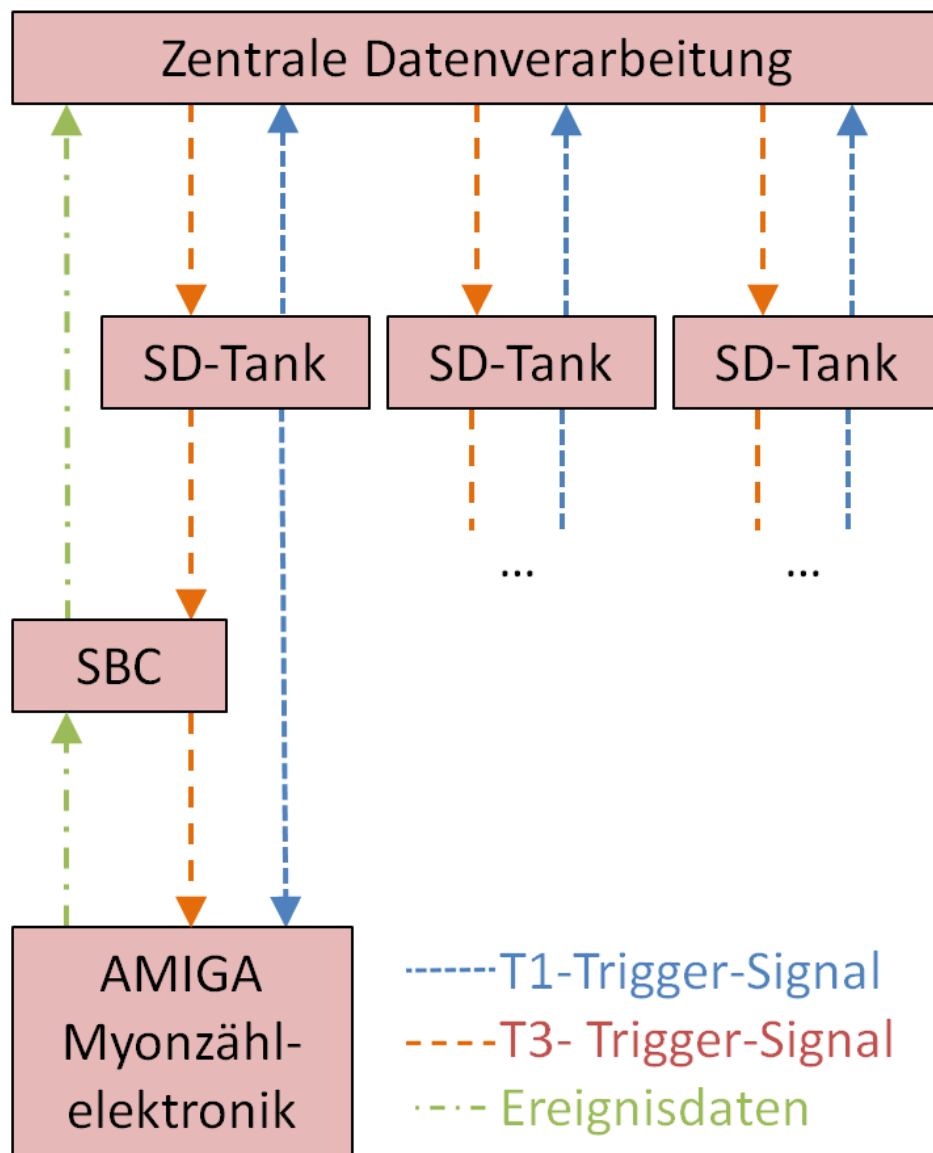 Zentrale Datenverarbeitung
SD-Tank
SD-Tank
SD-Tank
...
...
SBC
AMIGA
Myonzähl-
elektronik
T1-Trigger-Signal
T3- Trigger-Signal
Ereignisdaten